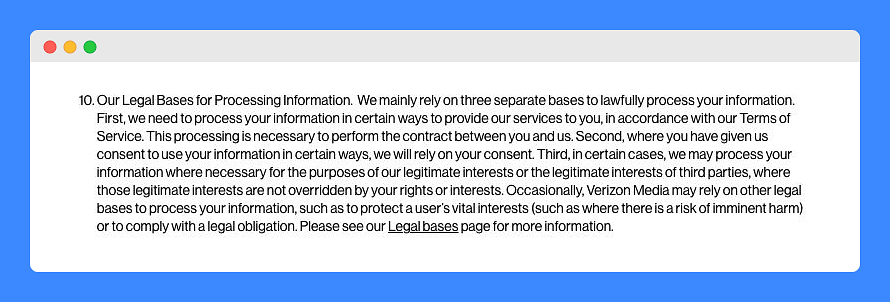 10. Our Legal Bases for Processing Information. We mainly rely on three separate bases to lawfully process your information.
First, we need to process your information in certain ways to provide our services to you, in accordance with our Terms of
Service. This processing is necessary to perform the contract between you and us. Second, where you have given us
consent to use your information in certain ways, we will rely on your consent. Third, in certain cases, we may process your
information where necessary for the purposes of our legitimate interests or the legitimate interests of third parties, where
those legitimate interests are not overridden by your rights or interests. Occasionally, Verizon Media may rely on other legal
bases to process your information, such as to protect a user's vital interests (such as where there is a risk of imminent harm)
or to comply with a legal obligation. Please see our Legal bases page for more information.